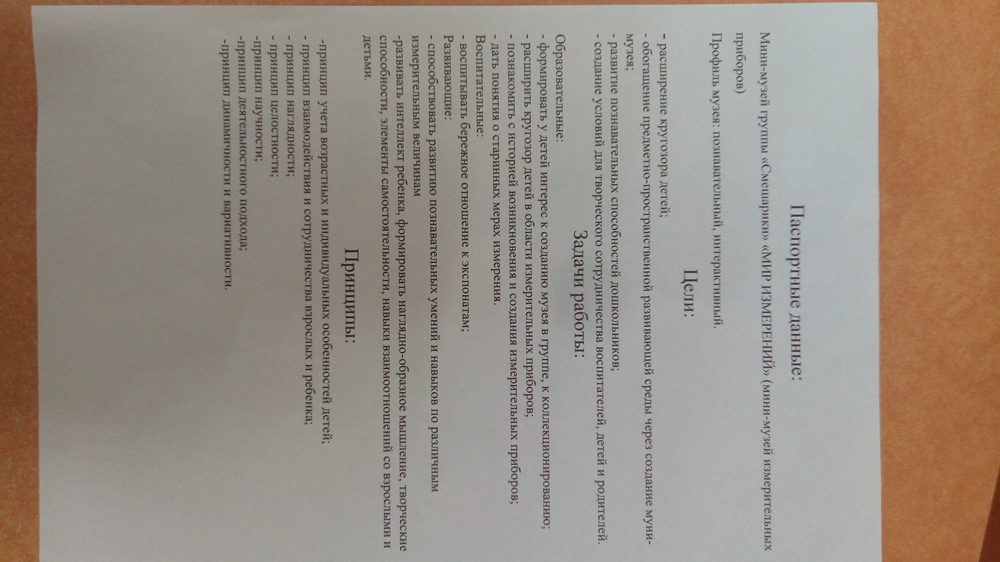 Паспортные данные:
Мини-музей группы «Смешарики» «МИР ИЗМЕРЕНИЙ» (мини-музей измерительных
приборов)
Профиль музея: познавательный, интерактивный.
Цели:
- расширение кругозора детей;
- обогащение предметно-пространственной развивающей среды через создание муни-
музея;
- развитие познавательных способностей дошкольников;
- создание условий для творческого сотрудничества воспитателей, детей и родителей.
Задачи работы:
Образовательные:
- формировать у детей интерес к созданию музея в группе, к коллекционированию;
- расширить кругозор детей в области измерительных приборов;
- познакомить с историей возникновения и создания измерительных приборов;
- дать понятия о старинных мерах измерения.
Воспитательные:
- воспитывать бережное отношение к экспонатам;
Развивающие:
- способствовать развитию познавательных умений и навыков по различным
измерительным величинам
-развивать интеллект ребенка, формировать наглядно-образное мышление, творческие
способности, элементы самостоятельности, навыки взаимоотношений со взрослыми и
детьми.
Принципы:
-принцип учета возрастных и индивидуальных особенностей детей;
- принцип взаимодействия и сотрудничества взрослых и ребенка;
- принцип наглядности;
- принцип целостности;
-принцип научности;
-принцип деятельностного подхода;
-принцип динамичности и вариативности.